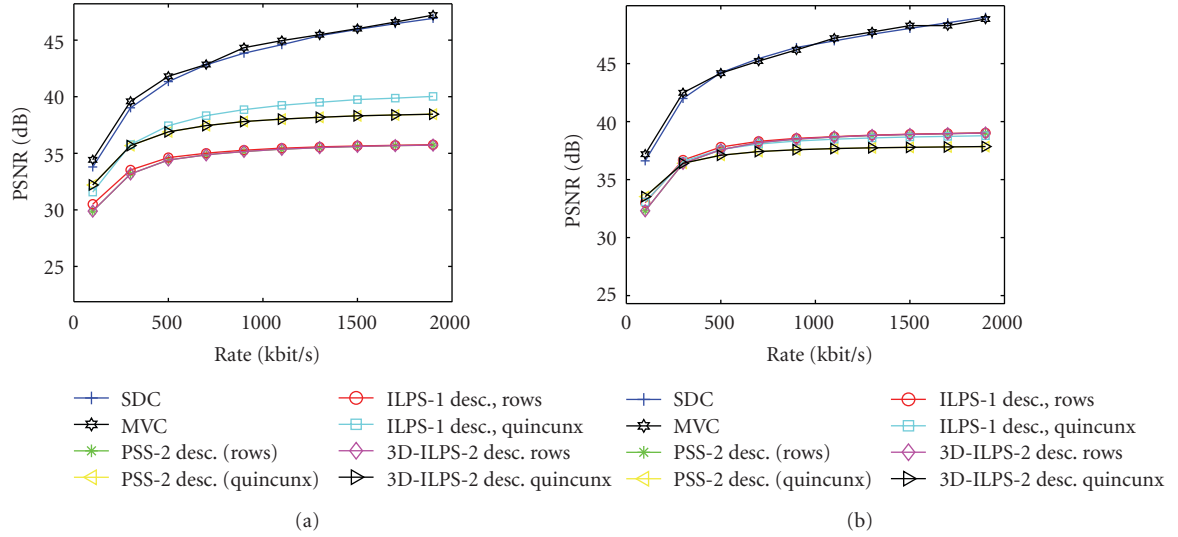 45
40
35
30
25
PSNR (dB)
0 500 1000 1500 2000
Rate (kbit/s)
45
40
35
30
25
PSNR (dB)
0 500 1000 1500 2000
Rate (kbit/s)
SDC
MVC
PSS-2 desc. (rows)
PSS-2 desc. (quincunx)
ILPS-1 desc., rows
ILPS-1 desc., quincunx
3D-ILPS-2 desc. rows
3D-ILPS-2 desc. quincunx
SDC
MVC
PSS-2 desc. (rows)
PSS-2 desc. (quincunx)
ILPS-1 desc., rows
ILPS-1 desc., quincunx
3D-ILPS-2 desc. rows
3D-ILPS-2 desc. quincunx
(a)
(b)